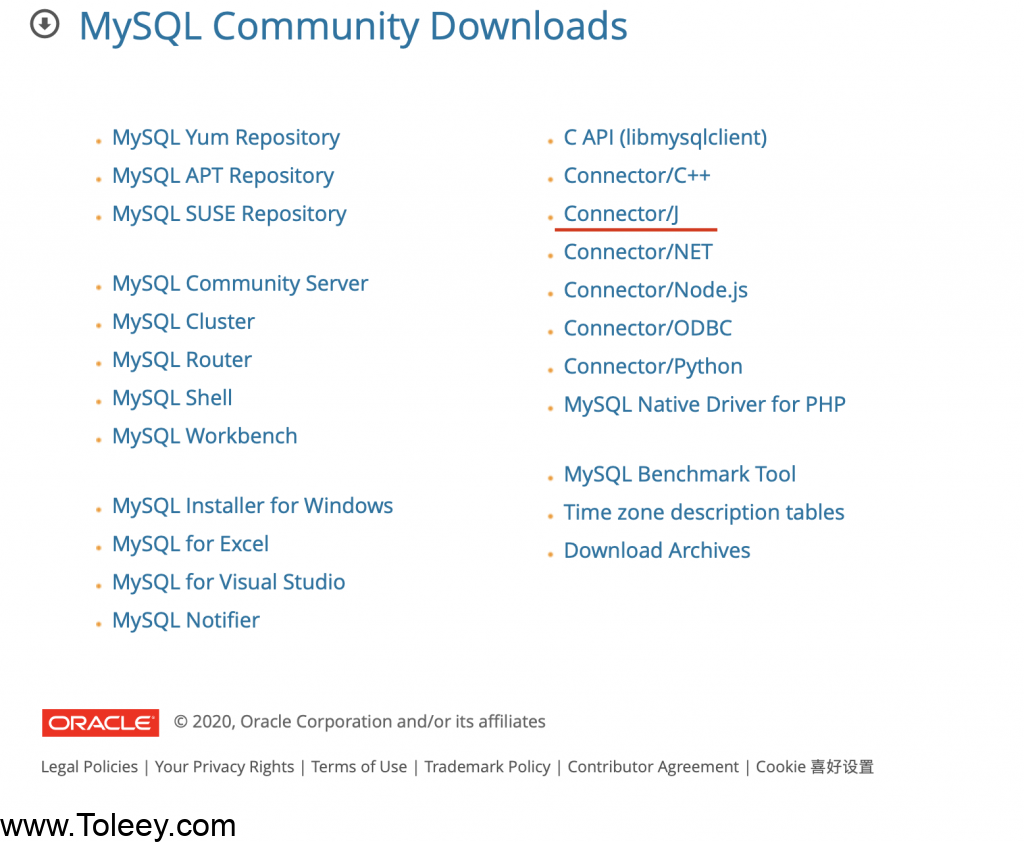 MySQL Community Downloads
MySQL Yum Repository
MySQL APT Repository
MySQL SUSE Repository
MySQL Community Server
MySQL Cluster
MySQL Router
MySQL Shell
MySQL Workbench
MySQL Installer for Windows
MySQL for Excel
MySQL for Visual Studio
MySQL Notifier
C API (libmysqlclient)
Connector/C++
Connector/J
Connector/NET
Connector/Node.js
Connector/ODBC
Connector/Python
MySQL Native Driver for PHP
MySQL Benchmark Tool
Time zone description tables
Download Archives
ORACLE © 2020, Oracle Corporation and/or its affiliates
Legal Policies | Your Privacy Rights | Terms of Use | Trademark Policy | Contributor Agreement | Cookie 喜好设置
www.Toleey.com